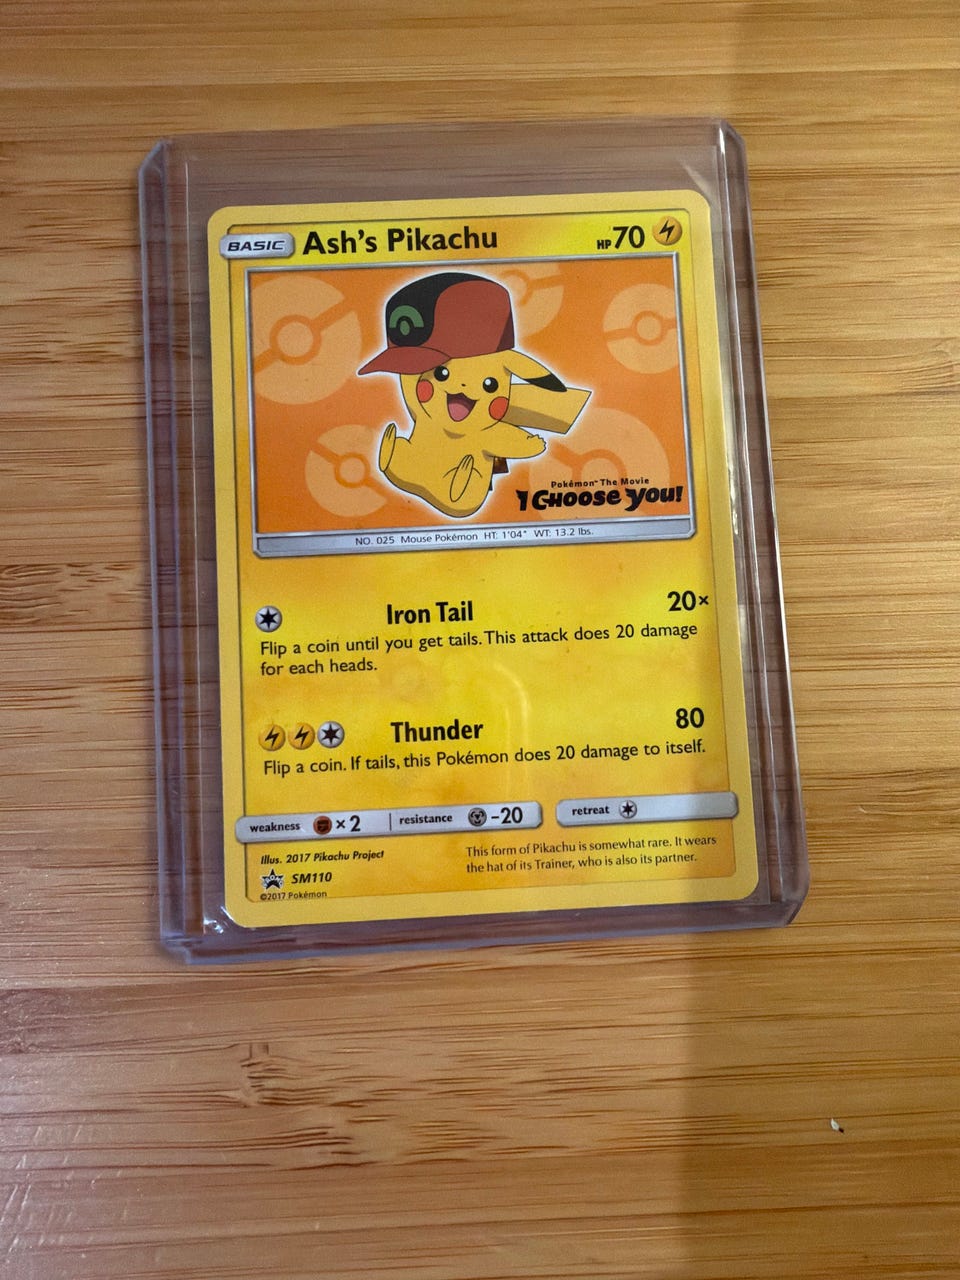 BASIC Ash's Pikachu HP 70
Pokémon™ The Movie
I CHOOSE YOU!
NO. 025 Mouse Pokémon HT: 1'04" WT: 13.2 lbs.
Iron Tail 20×
Flip a coin until you get tails. This attack does 20 damage
for each heads.
Thunder 80
Flip a coin. If tails, this Pokémon does 20 damage to itself.
weakness ×2 resistance -20 retreat
Illus. 2017 Pikachu Project
SM110
©2017 Pokémon
This form of Pikachu is somewhat rare. It wears
the hat of its Trainer, who is also its partner.